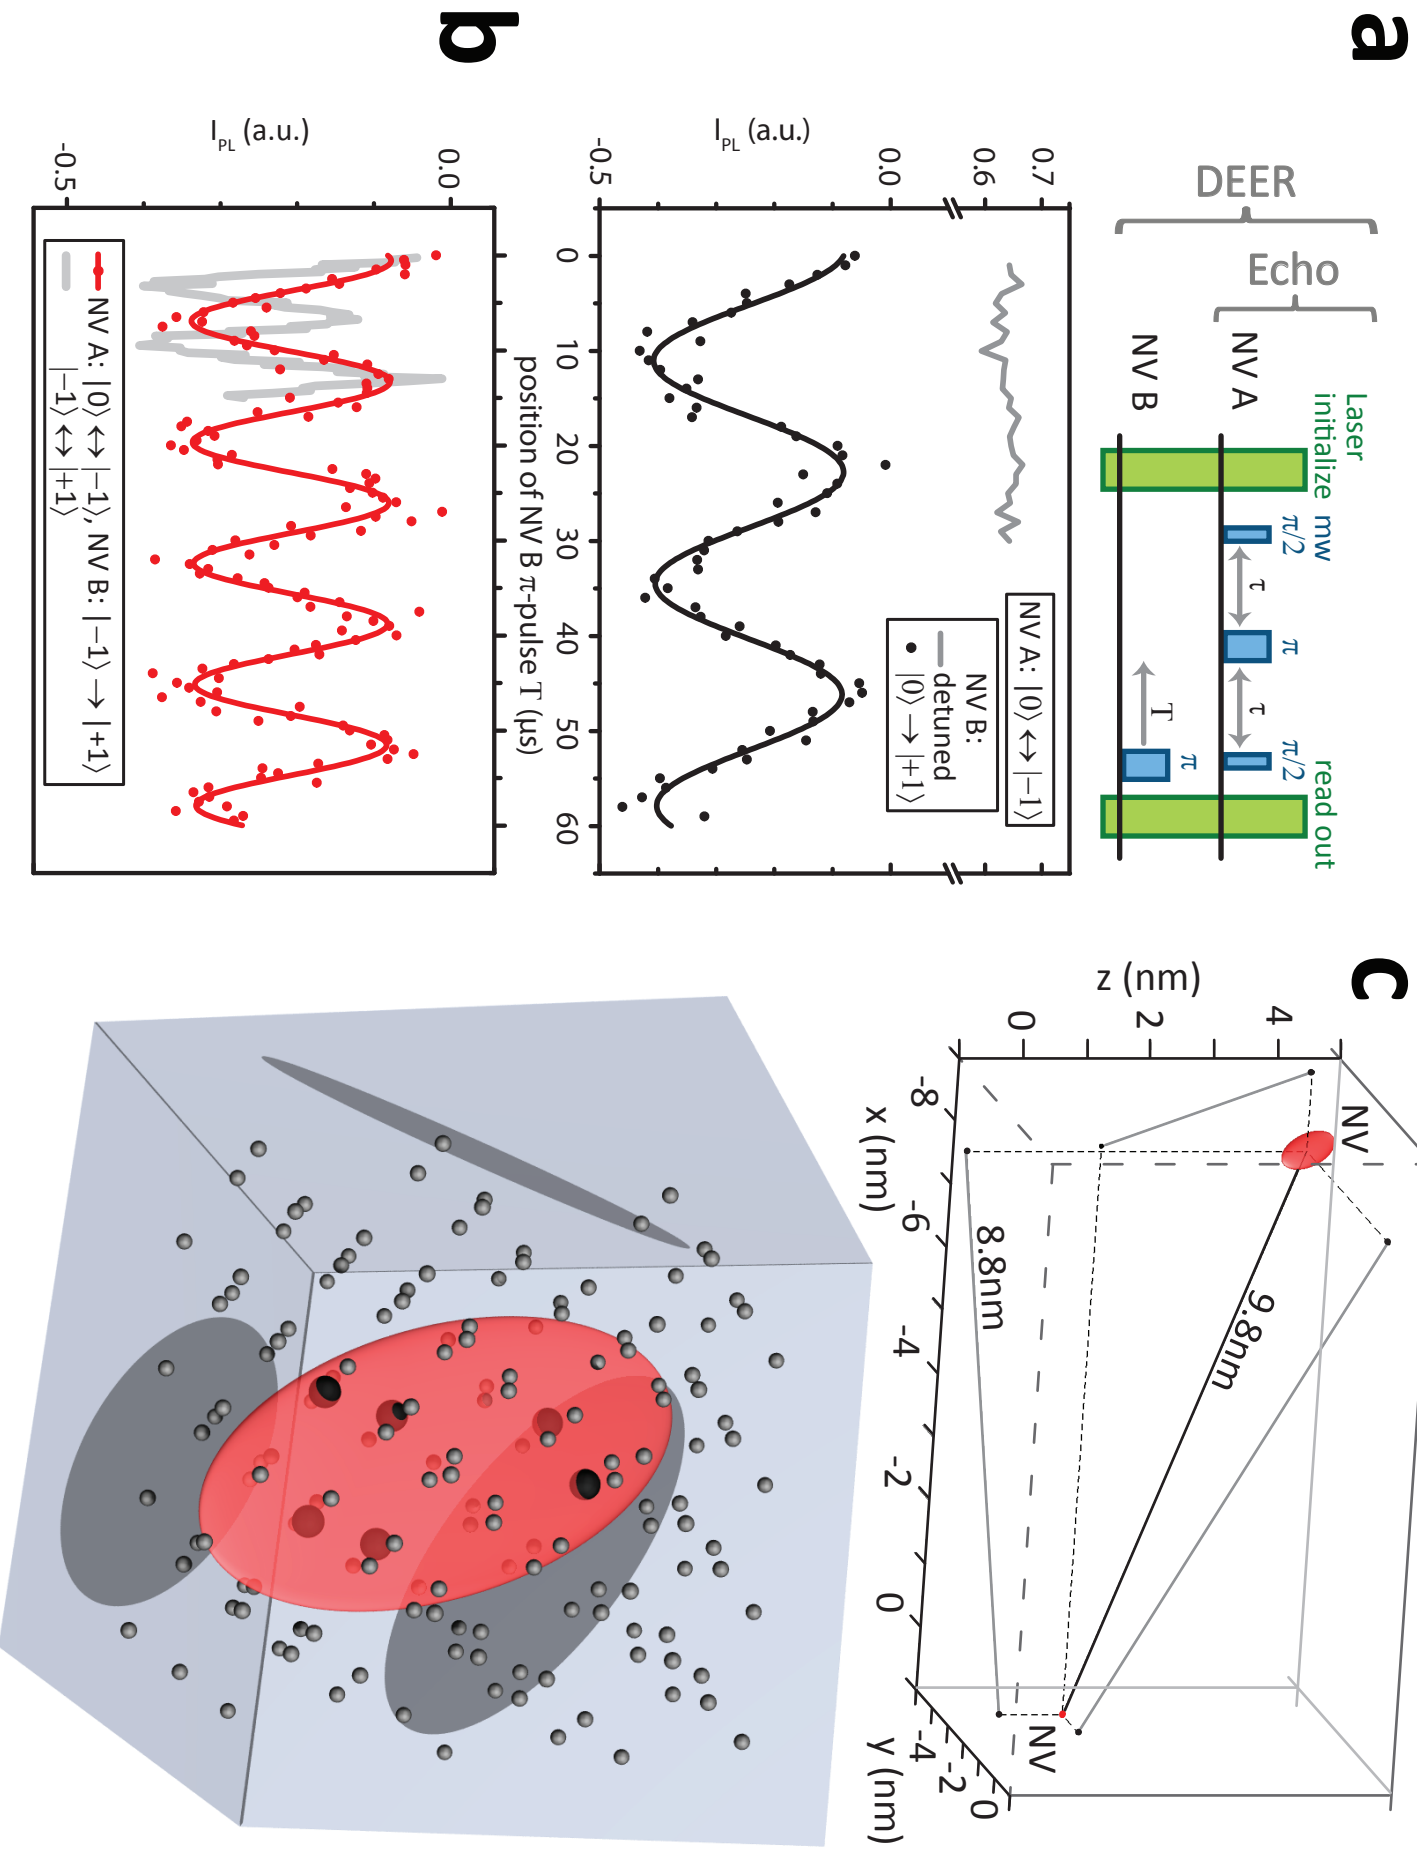 a
DEER
Echo
Laser
initialize
mw
read out
π/2
π
π/2
NV A
τ
τ
NV B
T
π
b
I_PL (a.u.)
0.7
0.6
0.0
-0.5
NV A: |0⟩ ↔ |−1⟩
NV B:
detuned
|0⟩ → |+1⟩
0 10 20 30 40 50 60
position of NV B π-pulse T (µs)
I_PL (a.u.)
0.0
-0.5
NV A: |0⟩ ↔ |−1⟩, NV B: |−1⟩ → |+1⟩
|−1⟩ ↔ |+1⟩
c
z (nm)
4
2
0
NV
9.8nm
8.8nm
NV
-8 -6 -4 -2 0
x (nm)
-4 -2 0
y (nm)